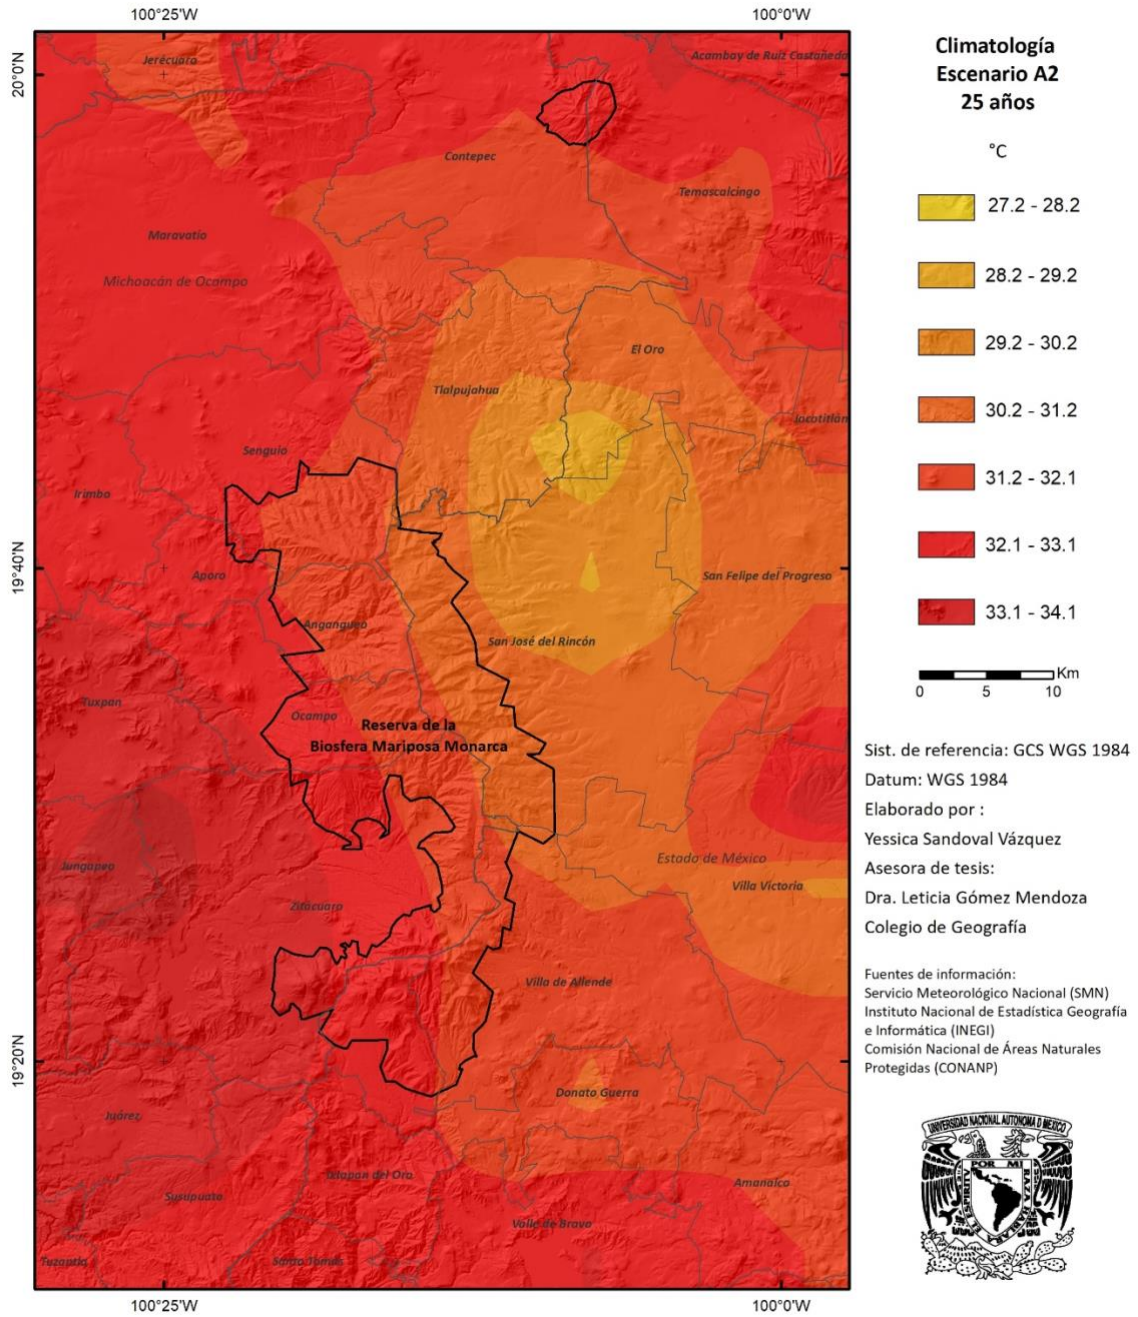 100°25'W
100°0'W
20°0'N
19°40'N
19°20'N
Jerécuaro
Acambay de Ruiz Castañeda
Contepec
Temascalcingo
Maravatío
Michoacán de Ocampo
El Oro
Tlalpujahua
Jocotitlán
Senguio
Irimbo
Aporo
San Felipe del Progreso
Angangueo
San José del Rincón
Tuxpan
Ocampo
Reserva de la
Biosfera Mariposa Monarca
Jungapeo
Estado de México
Villa Victoria
Zitácuaro
Villa de Allende
Donato Guerra
Juárez
Ixtapan del Oro
Amanalco
Susupuato
Valle de Bravo
Tuzantla
Santo Tomás
100°25'W
100°0'W
Climatología
Escenario A2
25 años
°C
27.2 - 28.2
28.2 - 29.2
29.2 - 30.2
30.2 - 31.2
31.2 - 32.1
32.1 - 33.1
33.1 - 34.1
Km
0 5 10
Sist. de referencia: GCS WGS 1984
Datum: WGS 1984
Elaborado por :
Yessica Sandoval Vázquez
Asesora de tesis:
Dra. Leticia Gómez Mendoza
Colegio de Geografía
Fuentes de información:
Servicio Meteorológico Nacional (SMN)
Instituto Nacional de Estadística Geografía
e Informática (INEGI)
Comisión Nacional de Áreas Naturales
Protegidas (CONANP)
UNIVERSIDAD NACIONAL AUTONOMA D MEXICO
POR MI
RAZA HABLARA
EL ESPIRITU